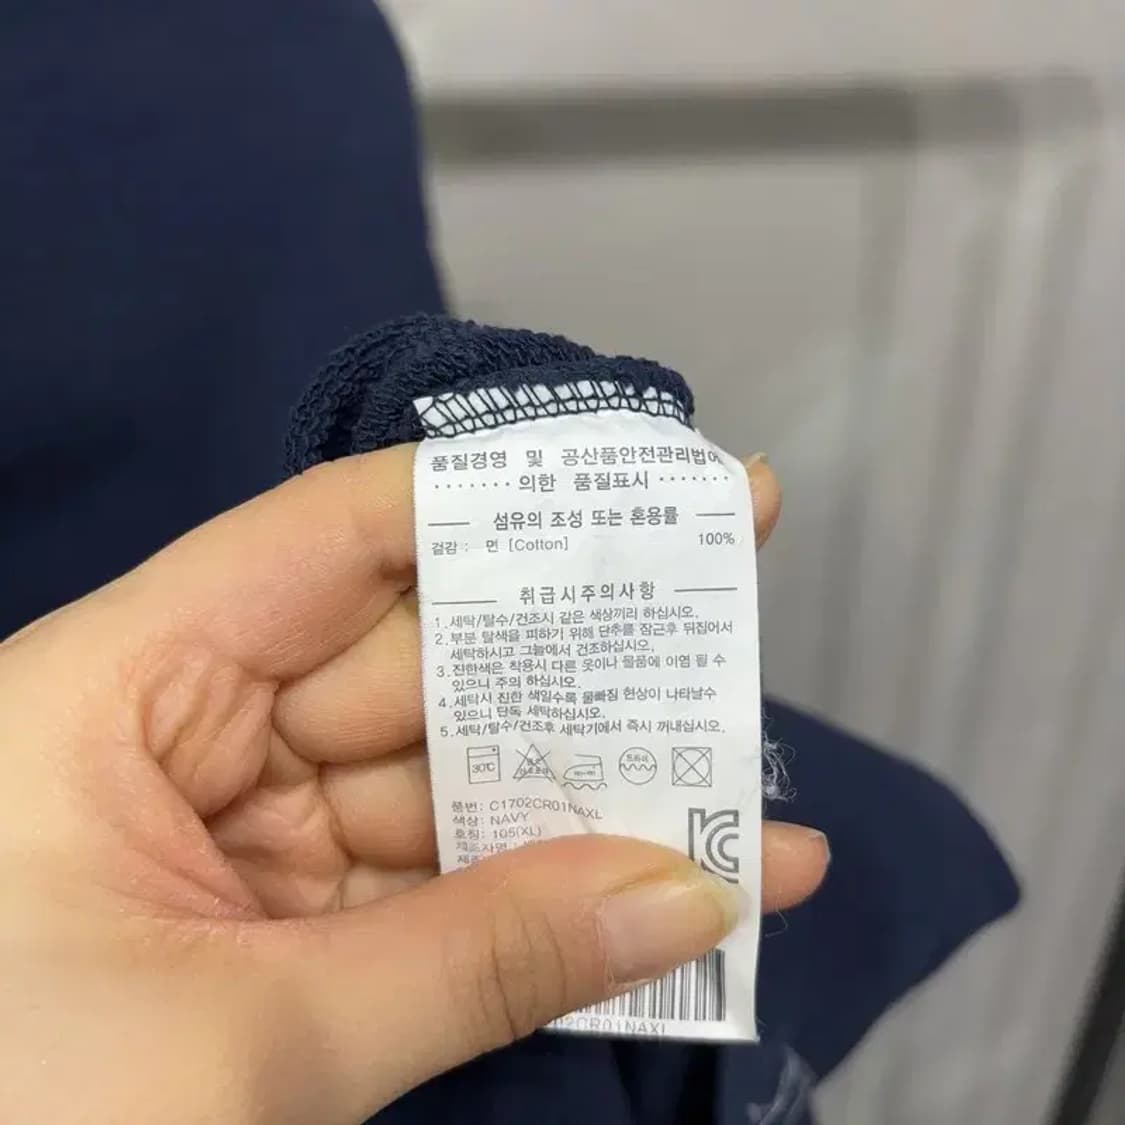 품질경영 및 공산품안전관리법에
······· 의한 품질표시 ·······
섬유의 조성 또는 혼용률
겉감 : 면 [Cotton] 100%
취급시주의사항
1. 세탁/탈수/건조시 같은 색상끼리 하십시오.
2. 부분 탈색을 피하기 위해 단추를 잠근후 뒤집어서
세탁하시고 그늘에서 건조하십시오.
3. 진한색은 착용시 다른 옷이나 물품에 이염 될 수
있으니 주의 하십시오.
4. 세탁시 진한 색일수록 물빠짐 현상이 나타날수
있으니 단독 세탁하십시오.
5. 세탁/탈수/건조후 세탁기에서 즉시 꺼내십시오.
30℃ 드라이
품번: C1702CR01NAXL
색상: NAVY
호칭: 105(XL)
제조자명 :
KC
02CR01NAXL